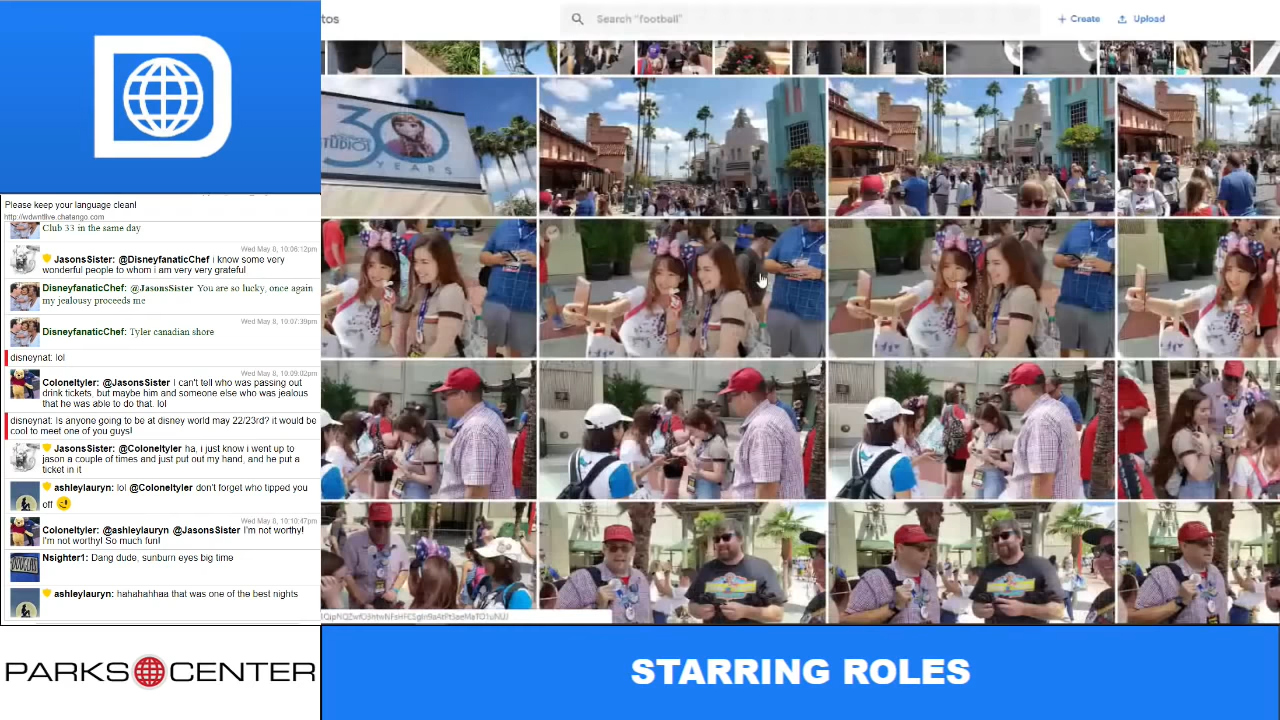 tos
Search "football"
+ Create
Upload
30
STUDIOS
YEARS
Please keep your language clean!
http://wdwntlive.chatango.com
Club 33 in the same day
Wed May 8, 10:06:12pm
JasonsSister: @DisneyfanaticChef i know some very
wonderful people to whom i am very very grateful
DisneyfanaticChef: @JasonsSister You are so lucky, once again
my jealousy proceeds me
Wed May 8, 10:07:39pm
DisneyfanaticChef: Tyler canadian shore
disneynat: lol
Wed May 8, 10:09:02pm
Coloneltyler: @JasonsSister I can't tell who was passing out
drink tickets, but maybe him and someone else who was jealous
that he was able to do that. lol
disneynat: Is anyone going to be at disney world may 22/23rd? it would be
cool to meet one of you guys!
JasonsSister: @Coloneltyler ha, i just know i went up to
jason a couple of times and just put out my hand, and he put a
ticket in it
ashleylauryn: lol @Coloneltyler don't forget who tipped you
off
Wed May 8, 10:10:47pm
Coloneltyler: @ashleylauryn @JasonsSister I'm not worthy!
I'm not worthy! So much fun!
Nsighter1: Dang dude, sunburn eyes big time
ashleylauryn: hahahahhaa that was one of the best nights
PARKS CENTER
STARRING ROLES